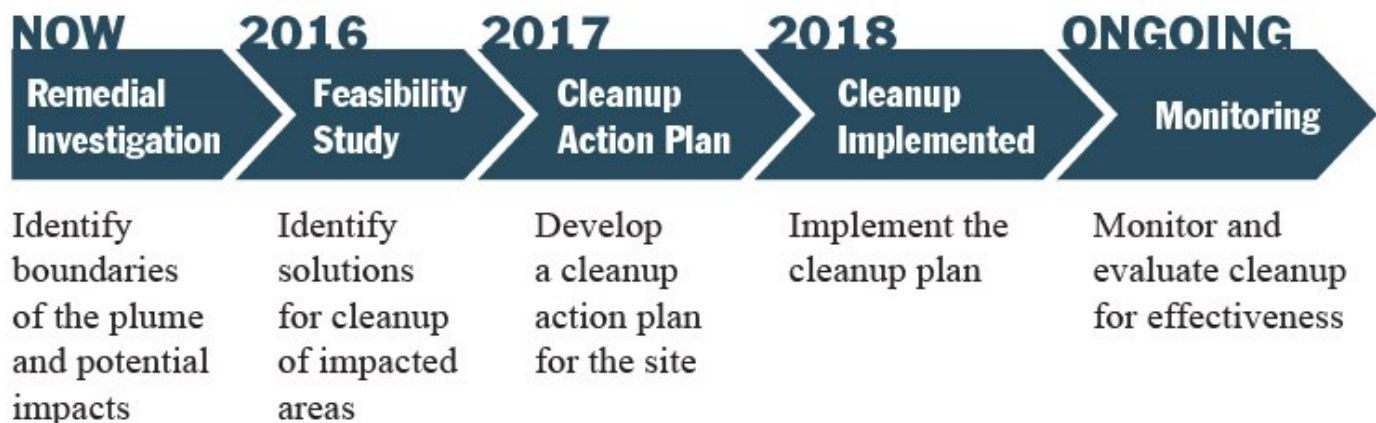 NOW
Remedial
Investigation
Identify
boundaries
of the plume
and potential
impacts
2016
Feasibility
Study
Identify
solutions
for cleanup
of impacted
areas
2017
Cleanup
Action Plan
Develop
a cleanup
action plan
for the site
2018
Cleanup
Implemented
Implement the
cleanup plan
ONGOING
Monitoring
Monitor and
evaluate cleanup
for effectiveness